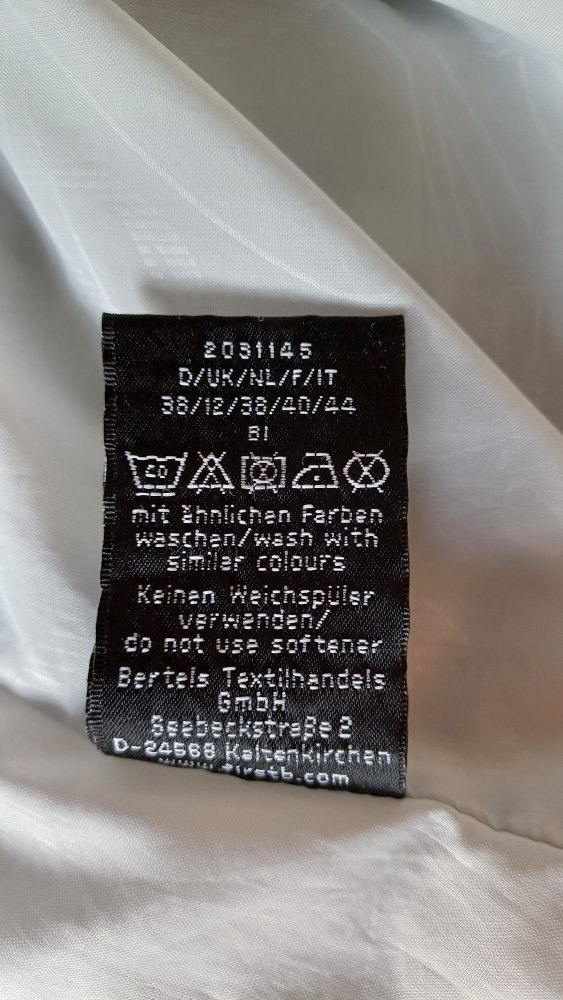 2031145
D/UK/NL/F/IT
38/12/38/40/44
BI
mit ähnlichen Farben
waschen/wash with
similar colours
Keinen Weichspüler
verwenden/
do not use softener
Bertels Textilhandels
GmbH
Seebeckstraße 2
D-24568 Kaltenkirchen